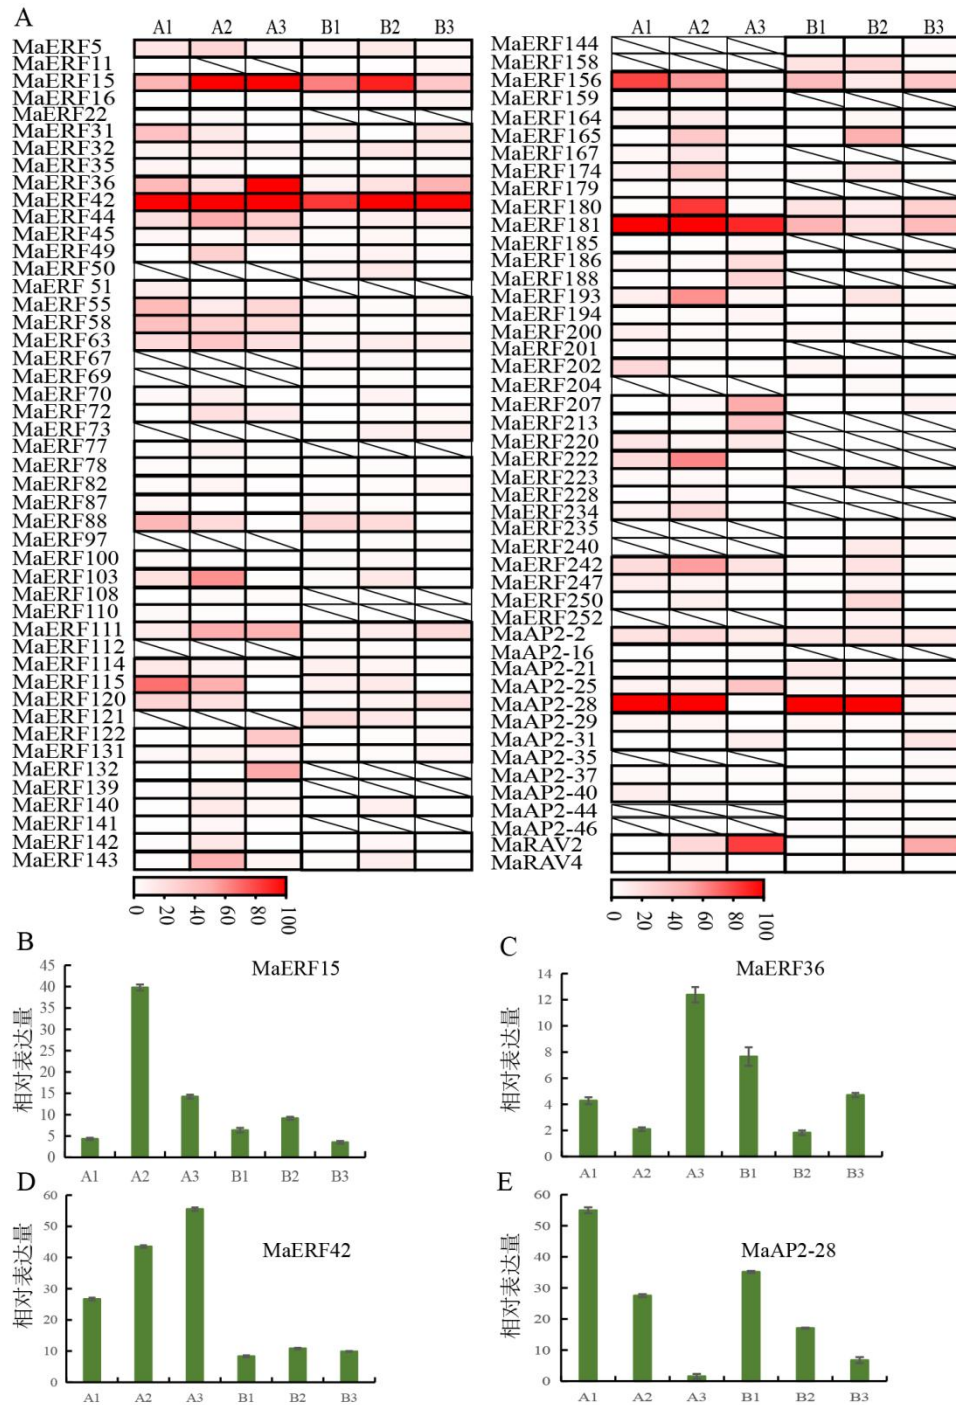 A
A1 A2 A3 B1 B2 B3
MaERF5
MaERF11
MaERF15
MaERF16
MaERF22
MaERF31
MaERF32
MaERF35
MaERF36
MaERF42
MaERF44
MaERF45
MaERF49
MaERF50
MaERF 51
MaERF55
MaERF58
MaERF63
MaERF67
MaERF69
MaERF70
MaERF72
MaERF73
MaERF77
MaERF78
MaERF82
MaERF87
MaERF88
MaERF97
MaERF100
MaERF103
MaERF108
MaERF110
MaERF111
MaERF112
MaERF114
MaERF115
MaERF120
MaERF121
MaERF122
MaERF131
MaERF132
MaERF139
MaERF140
MaERF141
MaERF142
MaERF143
0 20 40 60 80 100
A1 A2 A3 B1 B2 B3
MaERF144
MaERF158
MaERF156
MaERF159
MaERF164
MaERF165
MaERF167
MaERF174
MaERF179
MaERF180
MaERF181
MaERF185
MaERF186
MaERF188
MaERF193
MaERF194
MaERF200
MaERF201
MaERF202
MaERF204
MaERF207
MaERF213
MaERF220
MaERF222
MaERF223
MaERF228
MaERF234
MaERF235
MaERF240
MaERF242
MaERF247
MaERF250
MaERF252
MaAP2-2
MaAP2-16
MaAP2-21
MaAP2-25
MaAP2-28
MaAP2-29
MaAP2-31
MaAP2-35
MaAP2-37
MaAP2-40
MaAP2-44
MaAP2-46
MaRAV2
MaRAV4
0 20 40 60 80 100
B
MaERF15
相对表达量
45
40
35
30
25
20
15
10
5
0
A1 A2 A3 B1 B2 B3
C
MaERF36
相对表达量
14
12
10
8
6
4
2
0
A1 A2 A3 B1 B2 B3
D
MaERF42
相对表达量
60
50
40
30
20
10
0
A1 A2 A3 B1 B2 B3
E
MaAP2-28
相对表达量
60
50
40
30
20
10
0
A1 A2 A3 B1 B2 B3